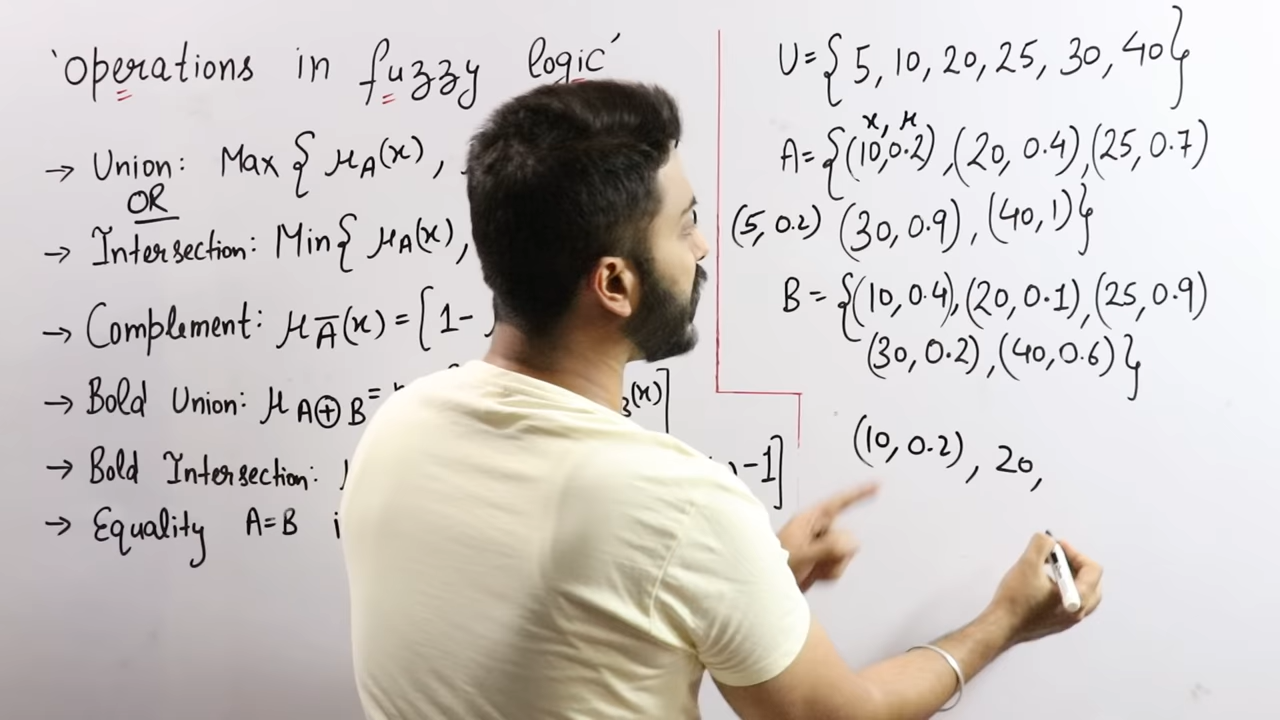 'Operations in fuzzy logic'
→ Union: Max { μA(x),
OR
→ Intersection: Min{ μA(x),
→ Complement: μA̅(x) = [1-
→ Bold Union: μ A⊕B =
(x)]
→ Bold Intersection:
-1]
→ Equality A=B
U={5, 10, 20, 25, 30, 40}
x, μ
A={(10,0.2), (20, 0.4), (25, 0.7)
(5, 0.2) (30, 0.9), (40, 1)}
B = {(10, 0.4), (20, 0.1), (25, 0.9)
(30, 0.2), (40, 0.6)}
(10, 0.2), 20,